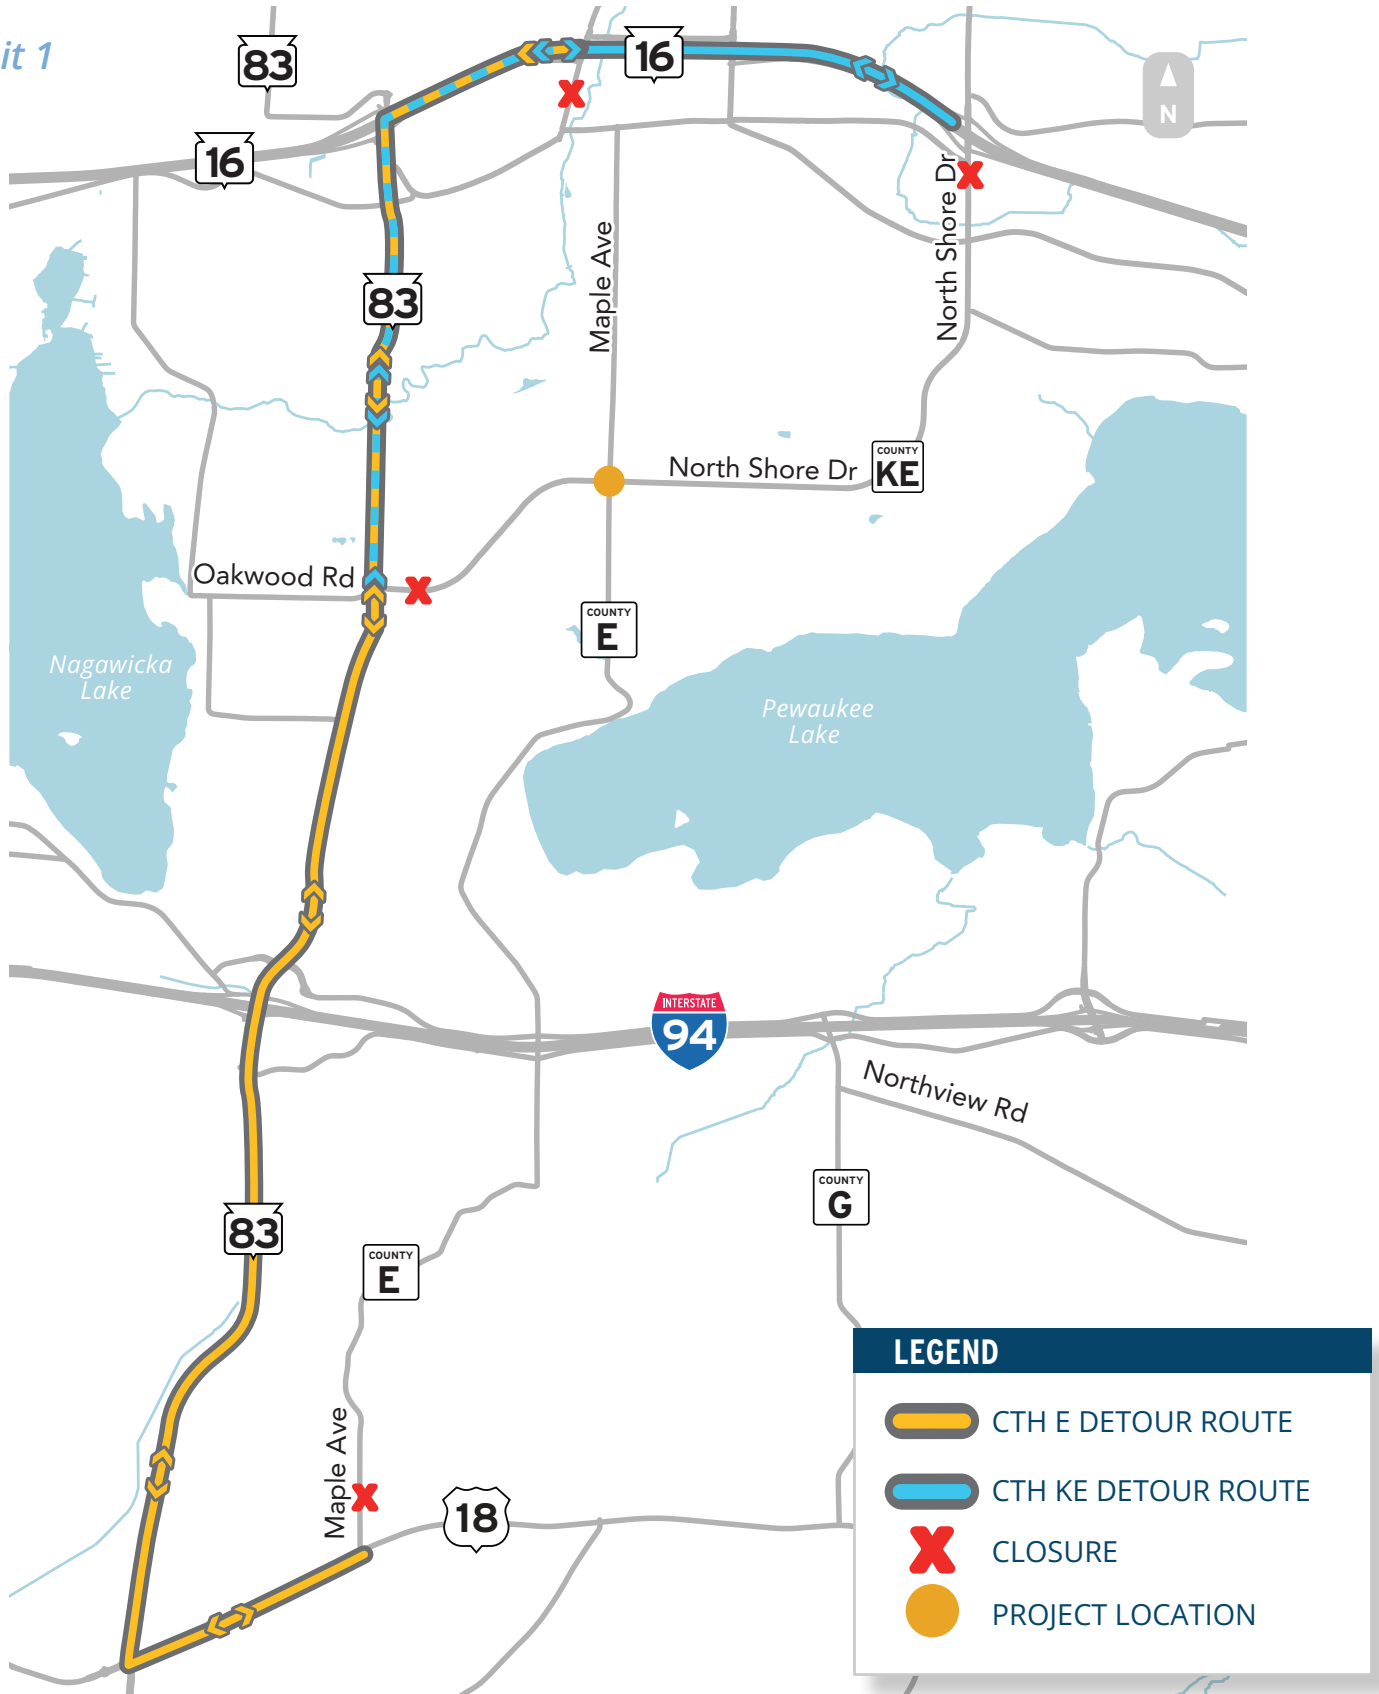 it 1
83
16
16
N
North Shore Dr
Maple Ave
83
North Shore Dr
COUNTY
KE
Oakwood Rd
COUNTY
E
Nagawicka
Lake
Pewaukee
Lake
INTERSTATE
94
Northview Rd
COUNTY
G
83
COUNTY
E
Maple Ave
18
LEGEND
CTH E DETOUR ROUTE
CTH KE DETOUR ROUTE
CLOSURE
PROJECT LOCATION